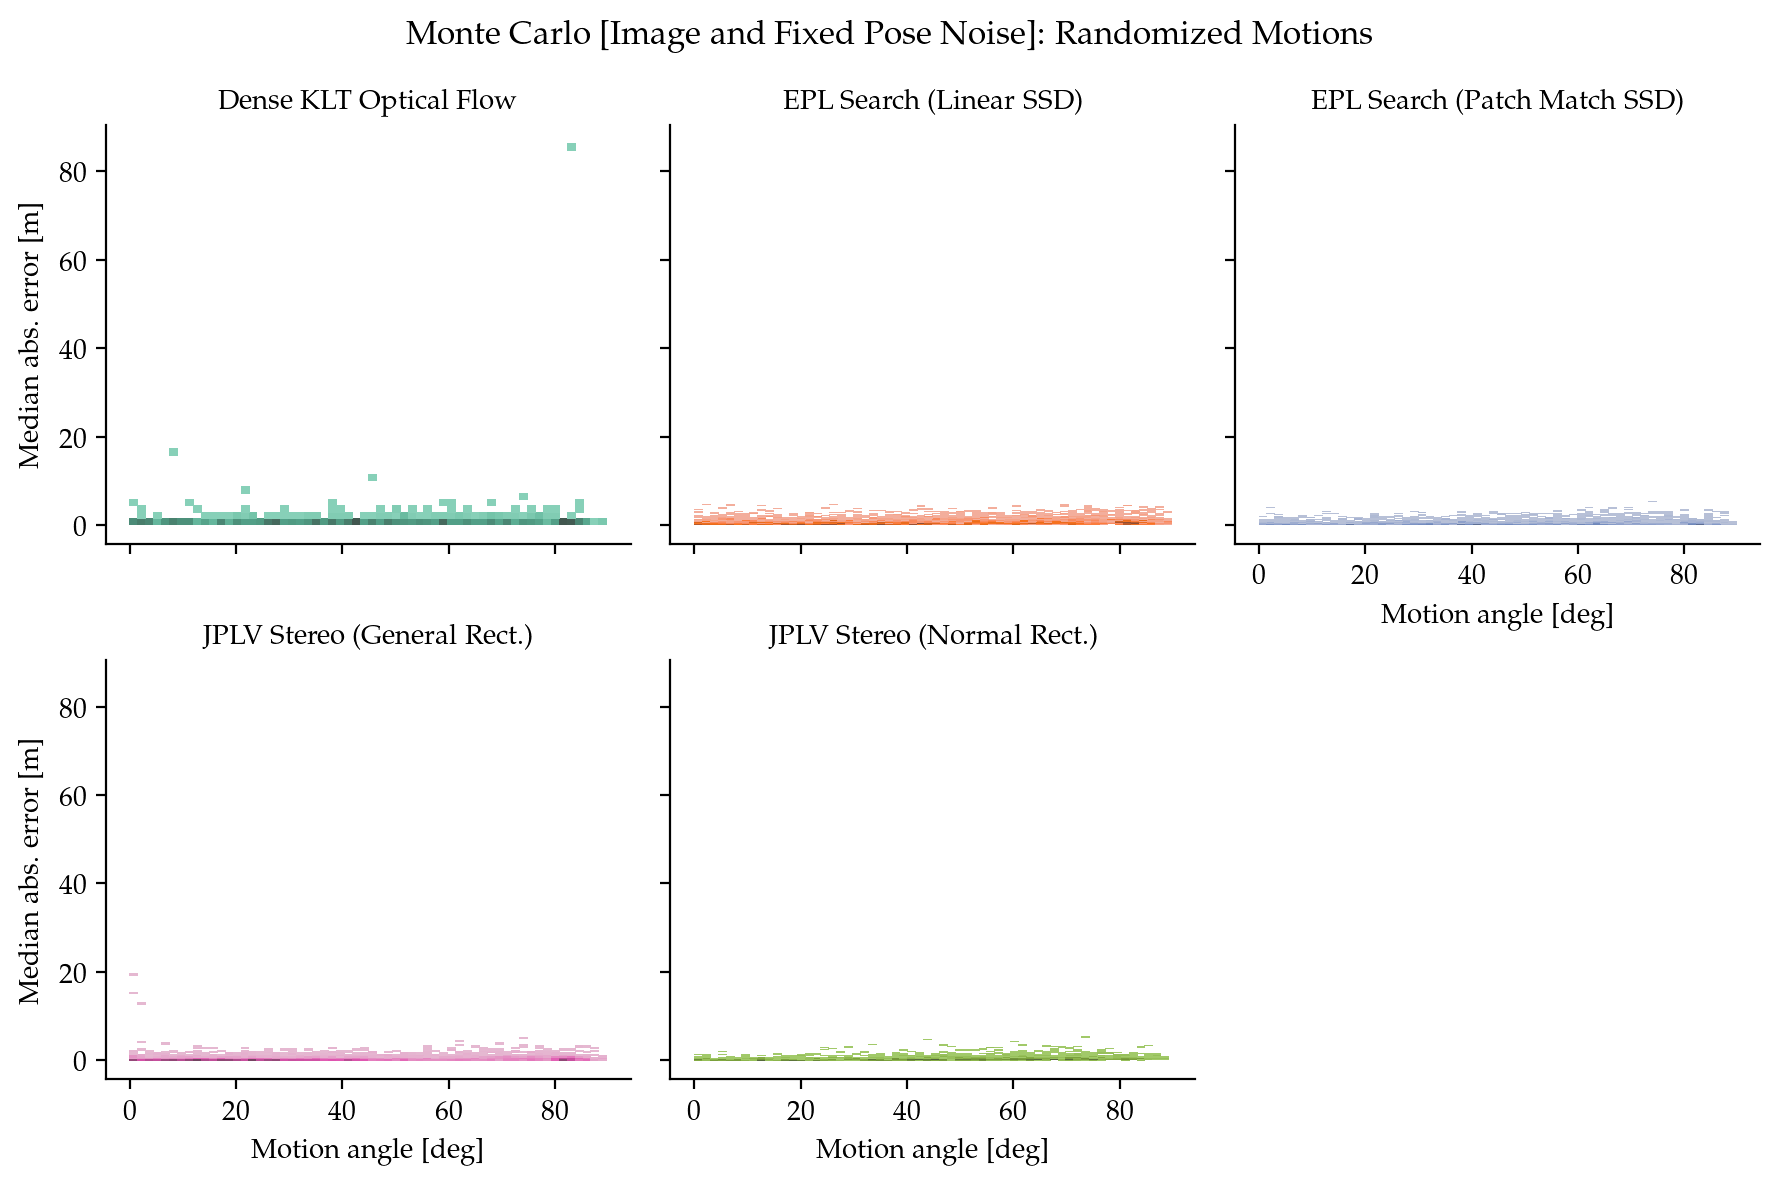 Monte Carlo [Image and Fixed Pose Noise]: Randomized Motions
Dense KLT Optical Flow
EPL Search (Linear SSD)
EPL Search (Patch Match SSD)
Median abs. error [m]
80
60
40
20
0
0 20 40 60 80
Motion angle [deg]
JPLV Stereo (General Rect.)
JPLV Stereo (Normal Rect.)
Median abs. error [m]
80
60
40
20
0
0 20 40 60 80
Motion angle [deg]
0 20 40 60 80
Motion angle [deg]